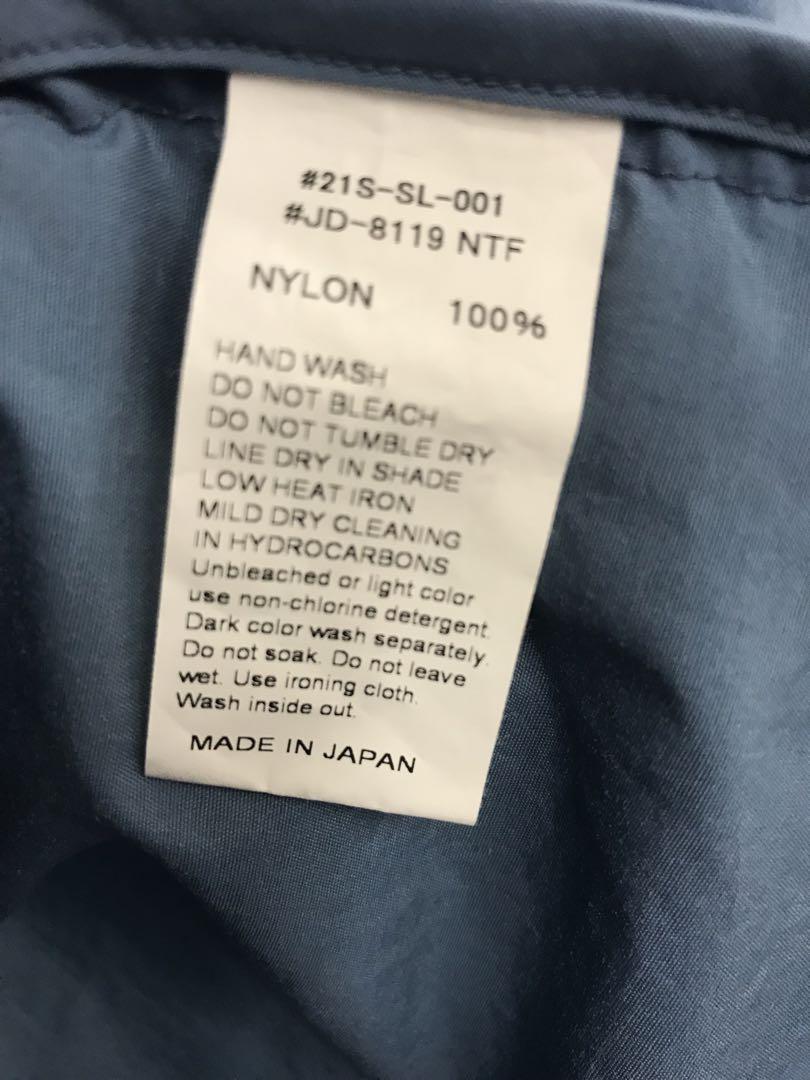 #21S-SL-001
#JD-8119 NTF
NYLON 100%
HAND WASH
DO NOT BLEACH
DO NOT TUMBLE DRY
LINE DRY IN SHADE
LOW HEAT IRON
MILD DRY CLEANING
IN HYDROCARBONS
Unbleached or light color
use non-chlorine detergent.
Dark color wash separately.
Do not soak. Do not leave
wet. Use ironing cloth.
Wash inside out.
MADE IN JAPAN